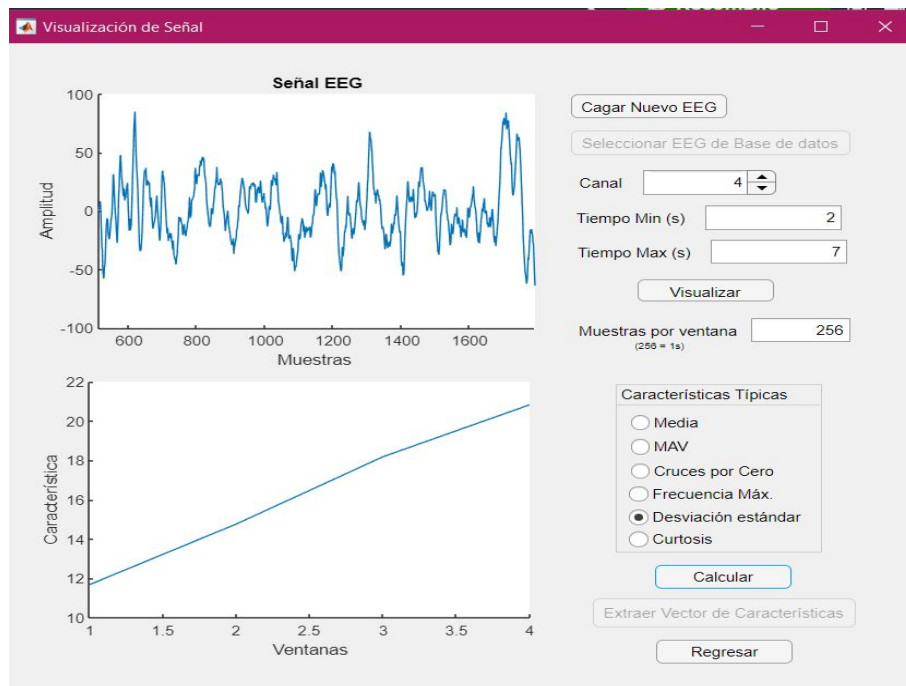 Visualización de Señal
Señal EEG
100
50
0
-50
-100
Amplitud
600 800 1000 1200 1400 1600
Muestras
22
20
18
16
14
12
10
Característica
1 1.5 2 2.5 3 3.5 4
Ventanas
Cagar Nuevo EEG
Seleccionar EEG de Base de datos
Canal 4
Tiempo Min (s) 2
Tiempo Max (s) 7
Visualizar
Muestras por ventana 256
(256 = 1s)
Características Típicas
Media
MAV
Cruces por Cero
Frecuencia Máx.
Desviación estándar
Curtosis
Calcular
Extraer Vector de Características
Regresar